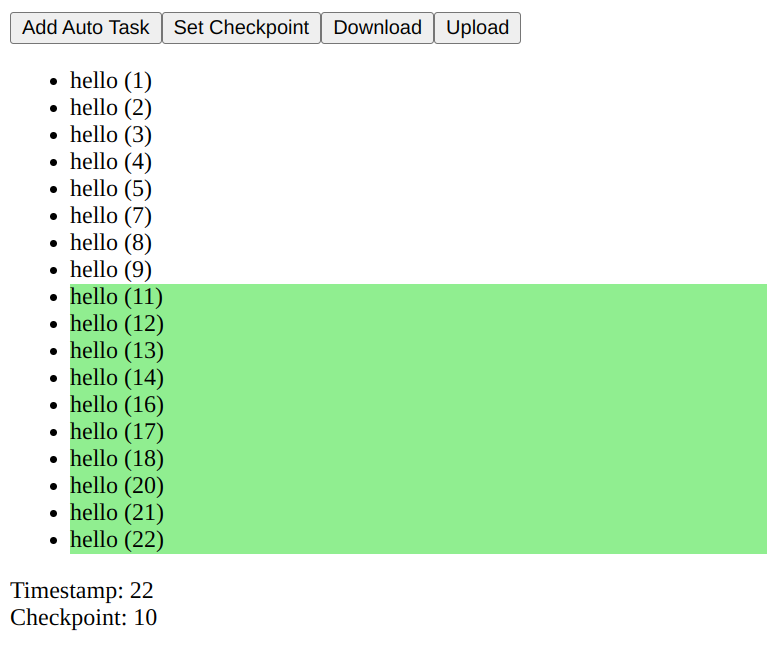 Add Auto Task Set Checkpoint Download Upload
hello (1)
hello (2)
hello (3)
hello (4)
hello (5)
hello (7)
hello (8)
hello (9)
hello (11)
hello (12)
hello (13)
hello (14)
hello (16)
hello (17)
hello (18)
hello (20)
hello (21)
hello (22)
Timestamp: 22
Checkpoint: 10